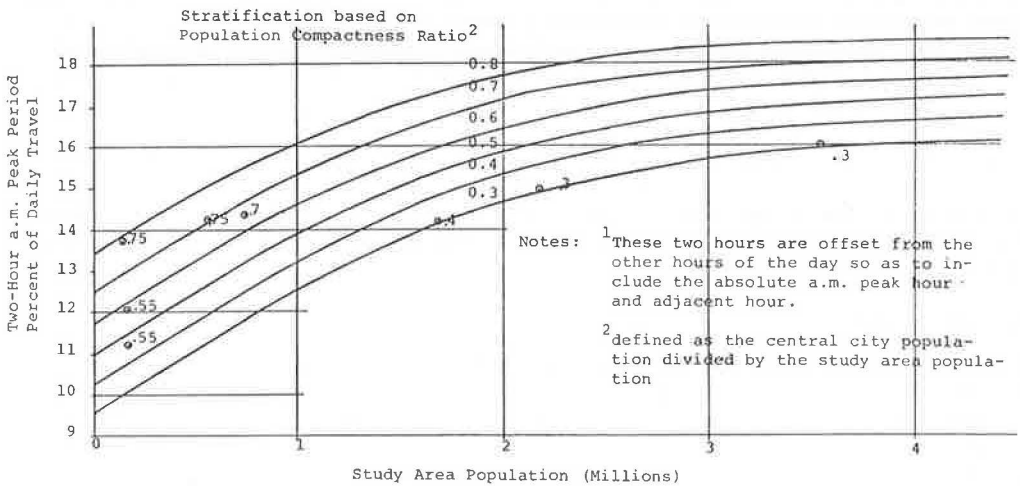 Stratification based on
Population Compactness Ratio2
Two-Hour a.m. Peak Period
Percent of Daily Travel
18
17
16
15
14
13
12
11
10
9
0.8
0.7
0.6
0.5
0.4
0.3
.75
.75
.7
.55
.55
.4
.3
.3
Notes: 1These two hours are offset from the
other hours of the day so as to in-
clude the absolute a.m. peak hour
and adjacent hour.
2defined as the central city popula-
tion divided by the study area popula-
tion
0
1
2
3
4
Study Area Population (Millions)